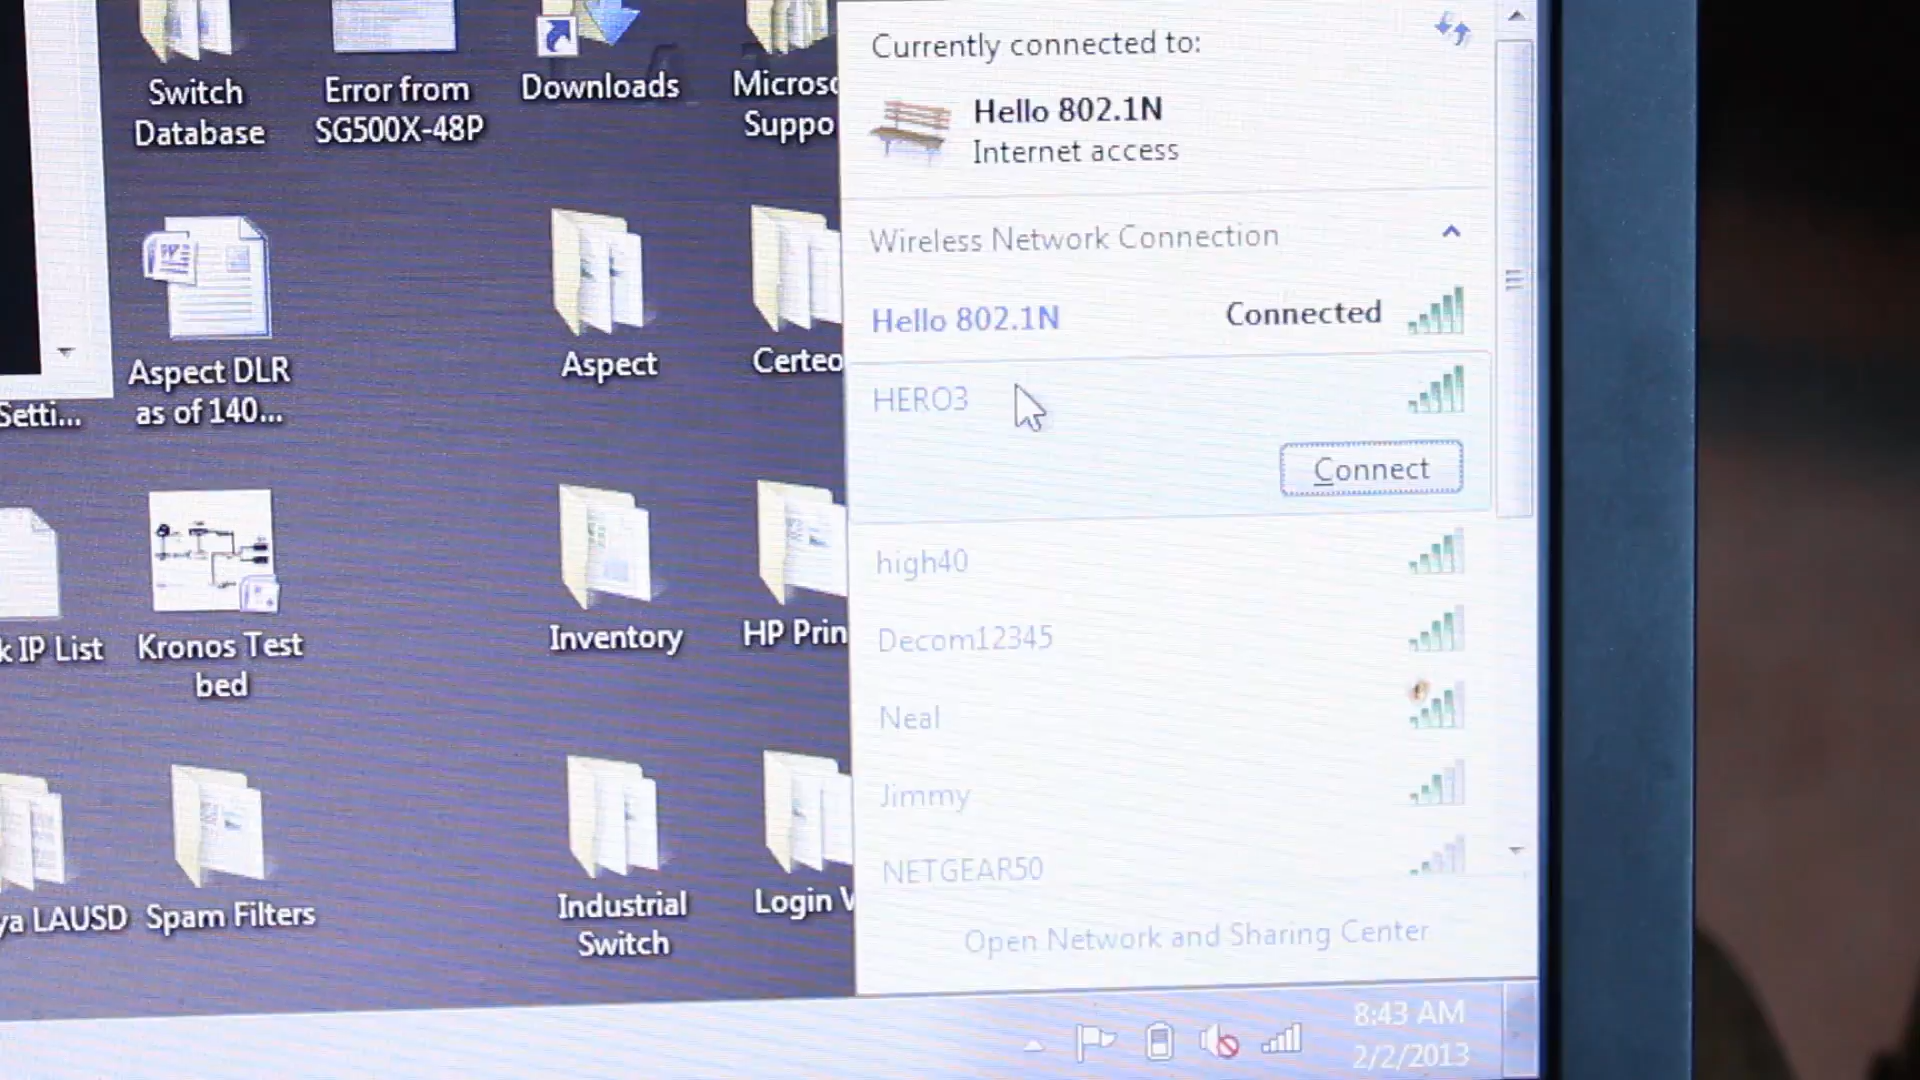 Switch
Database
Error from
SG500X-48P
Downloads
Microsc
Suppo
Setti...
Aspect DLR
as of 140...
Aspect
Certeo
k IP List
Kronos Test
bed
Inventory
HP Prin
ya LAUSD
Spam Filters
Industrial
Switch
Login V
Currently connected to:
Hello 802.1N
Internet access
Wireless Network Connection
Hello 802.1N Connected
HERO3
Connect
high40
Decom12345
Neal
Jimmy
NETGEAR50
Open Network and Sharing Center
8:43 AM
2/2/2013